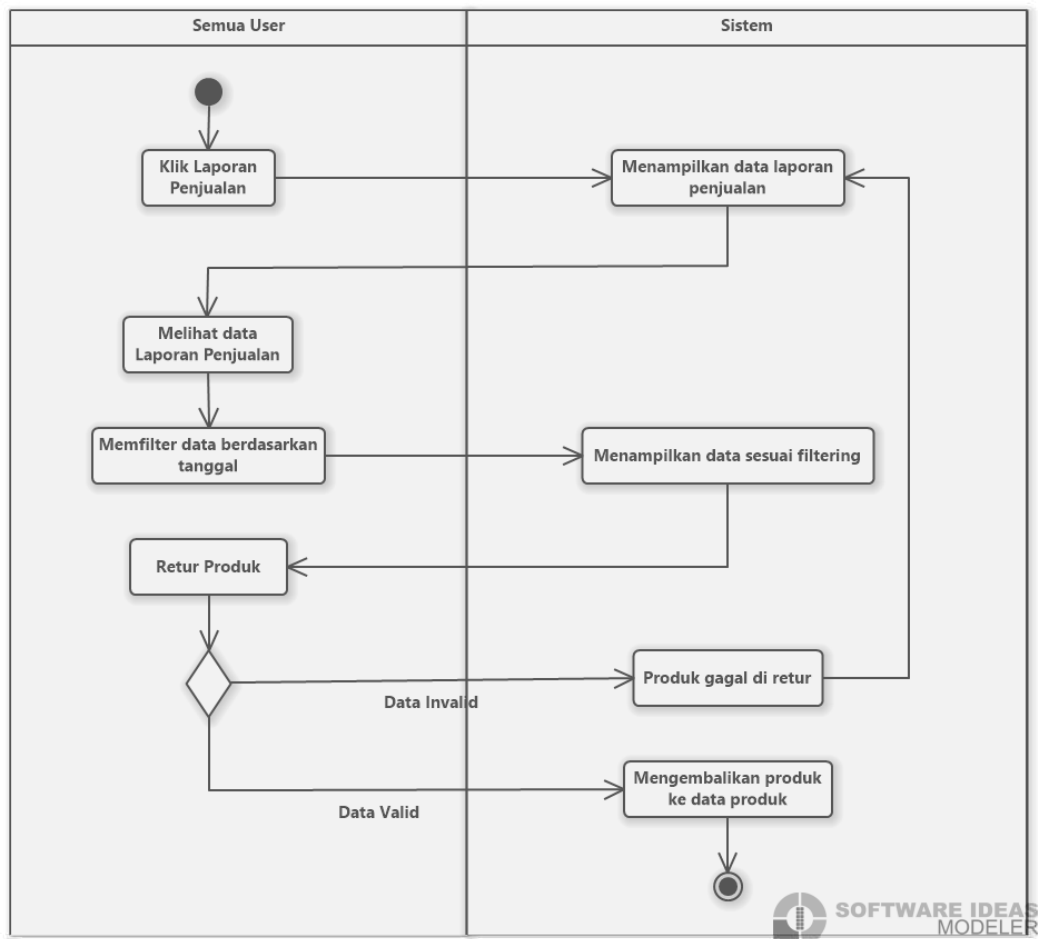 Semua User
Sistem
Klik Laporan
Penjualan
Menampilkan data laporan
penjualan
Melihat data
Laporan Penjualan
Memfilter data berdasarkan
tanggal
Menampilkan data sesuai filtering
Retur Produk
Produk gagal di retur
Data Invalid
Mengembalikan produk
ke data produk
Data Valid
SOFTWARE IDEAS
MODELER